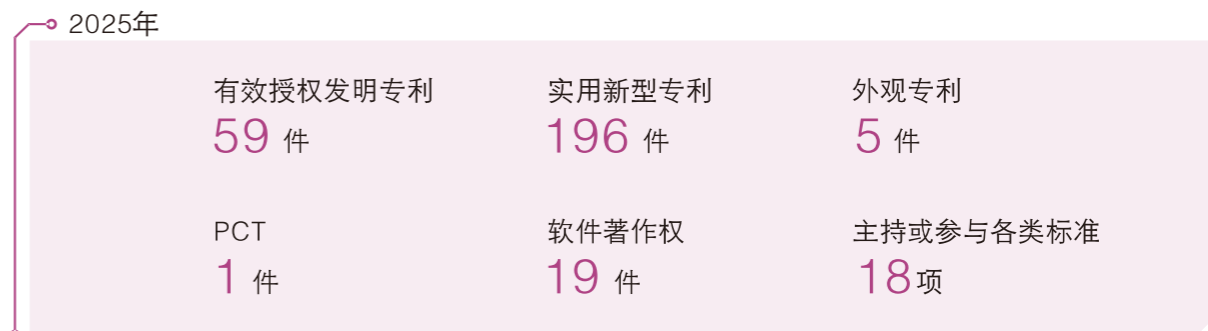 2025年
有效授权发明专利 实用新型专利 外观专利
59 件 196 件 5 件
PCT 软件著作权 主持或参与各类标准
1 件 19 件 18项